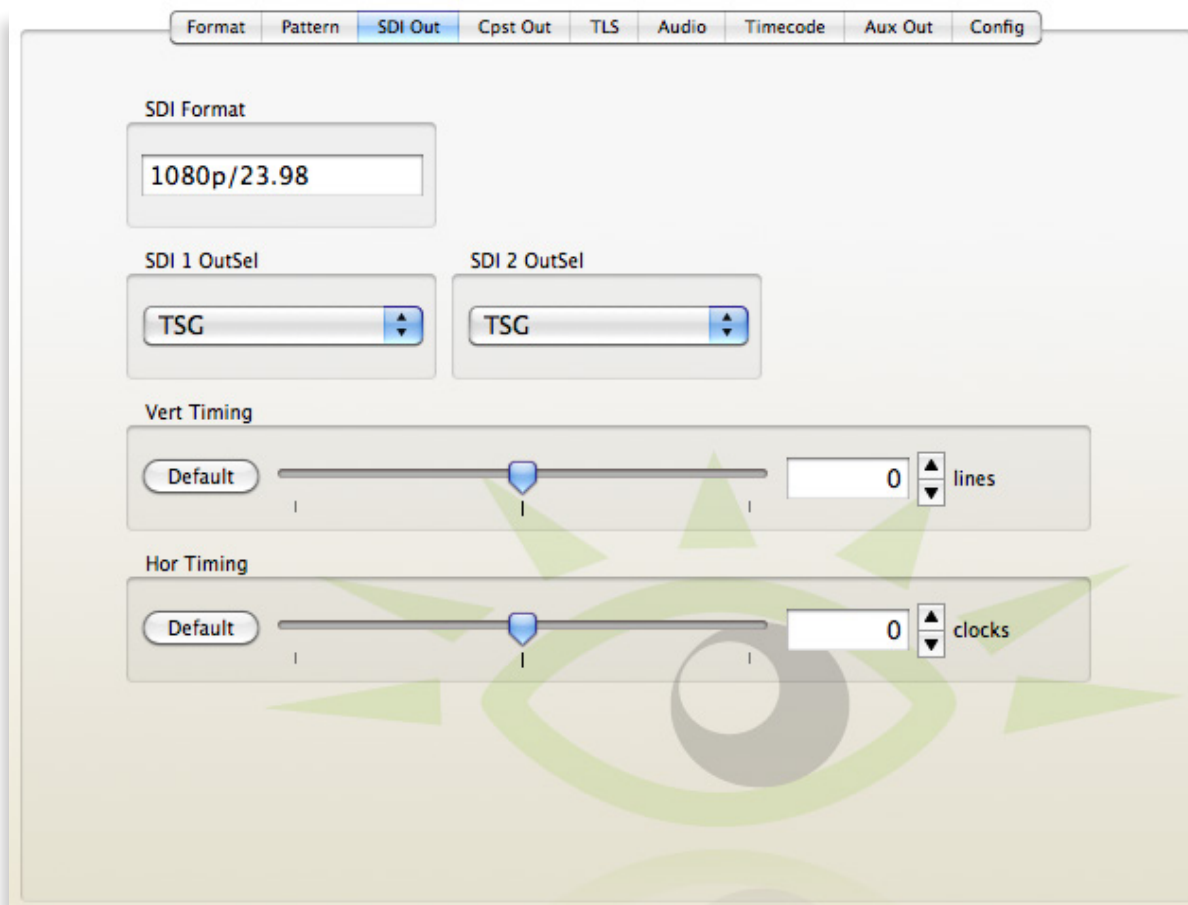 Format Pattern SDI Out Cpst Out TLS Audio Timecode Aux Out Config
SDI Format
1080p/23.98
SDI 1 OutSel SDI 2 OutSel
TSG TSG
Vert Timing
Default 0 lines
Hor Timing
Default 0 clocks